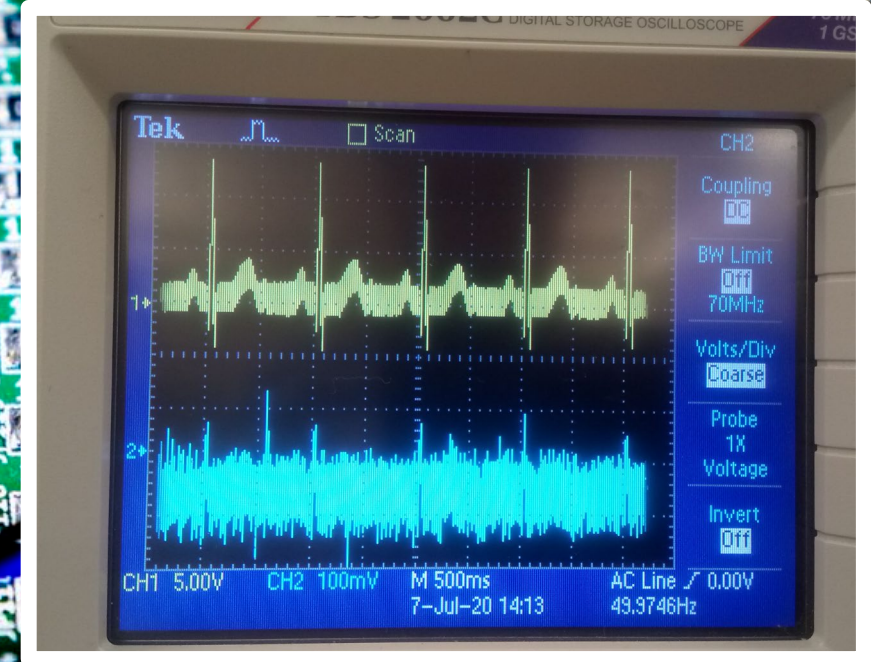 DIGITAL STORAGE OSCILLOSCOPE
1 GS
Tek Scan CH2
Coupling
DC
BW Limit
Off
70MHz
Volts/Div
Coarse
Probe
1X
Voltage
Invert
Off
1
2
CH1 5.00V CH2 100mV M 500ms AC Line 0.00V
7-Jul-20 14:13 49.9746Hz